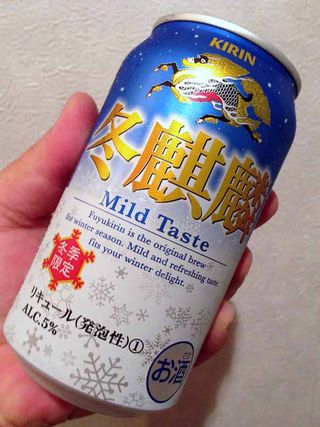 KIRIN
冬麒麟
Mild Taste
Fuyukirin is the original brew
for winter season. Mild and refreshing taste
fits your winter delight.
冬季
限定
リキュール(発泡性)①
ALC.5%
お酒